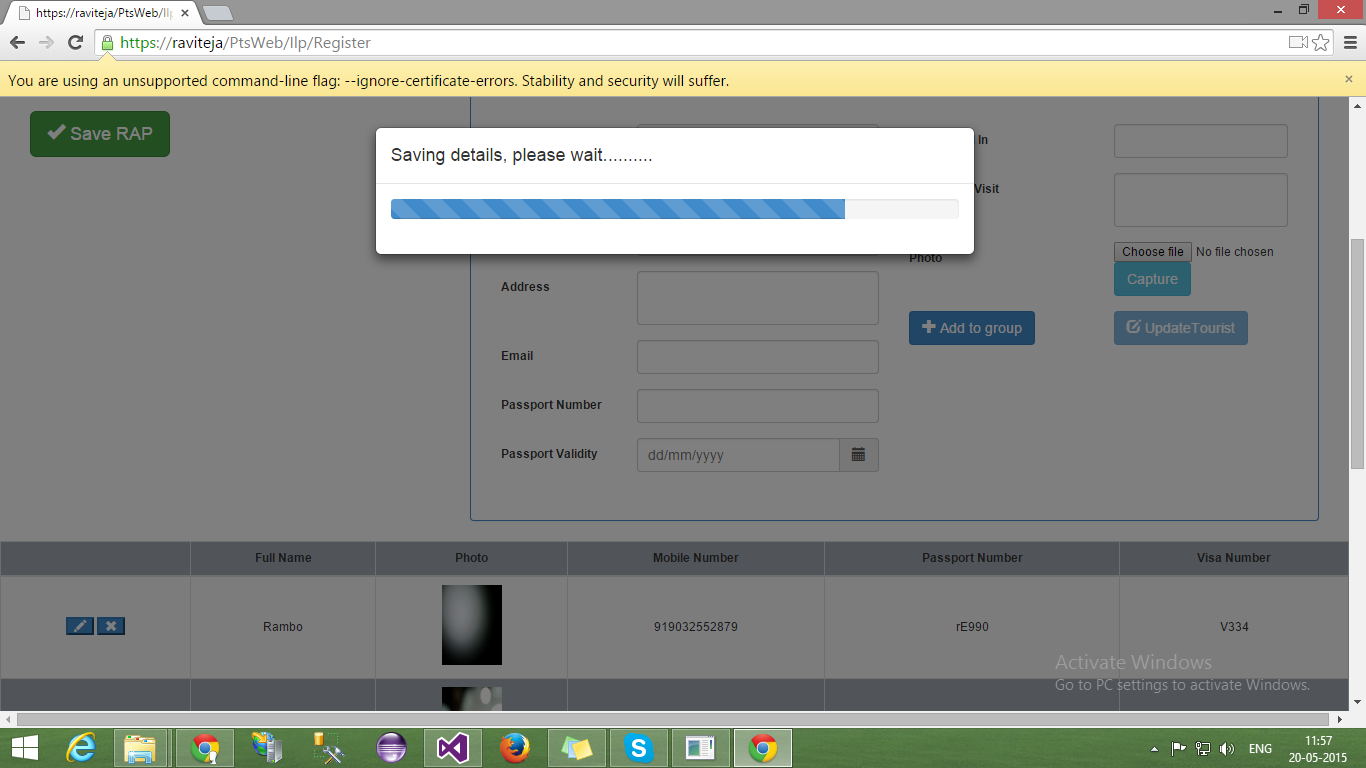 https://raviteja/PtsWeb/Ilp
https://raviteja/PtsWeb/Ilp/Register
You are using an unsupported command-line flag: --ignore-certificate-errors. Stability and security will suffer.
Save RAP
Saving details, please wait..........
In
Visit
Photo
Choose file No file chosen
Capture
Address
Add to group
UpdateTourist
Email
Passport Number
Passport Validity
dd/mm/yyyy
Full Name Photo Mobile Number Passport Number Visa Number
Rambo 919032552879 rE990 V334
Activate Windows
Go to PC settings to activate Windows.
ENG
11:57
20-05-2015